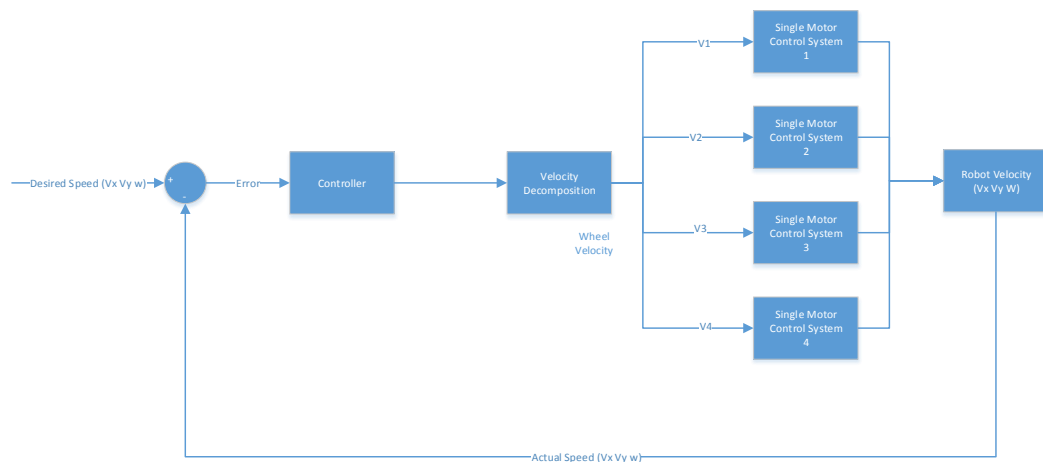 Single Motor
Control System
1
V1
Single Motor
Control System
2
V2
Desired Speed (Vx Vy w)
+
-
Error
Controller
Velocity
Decomposition
Robot Velocity
(Vx Vy W)
Wheel
Velocity
V3
Single Motor
Control System
3
V4
Single Motor
Control System
4
Actual Speed (Vx Vy w)